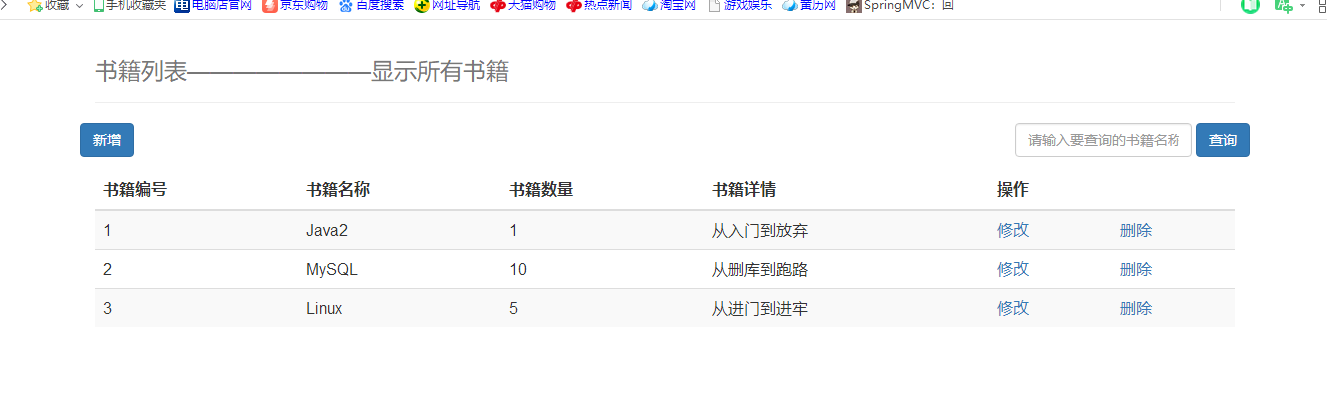 收藏 手机收藏夹 电脑店官网 京东购物 百度搜索 网址导航 天猫购物 热点新闻 淘宝网 游戏娱乐 黄历网 SpringMVC：回
书籍列表————————显示所有书籍
新增 请输入要查询的书籍名称 查询
书籍编号 书籍名称 书籍数量 书籍详情 操作
1 Java2 1 从入门到放弃 修改 删除
2 MySQL 10 从删库到跑路 修改 删除
3 Linux 5 从进门到进牢 修改 删除